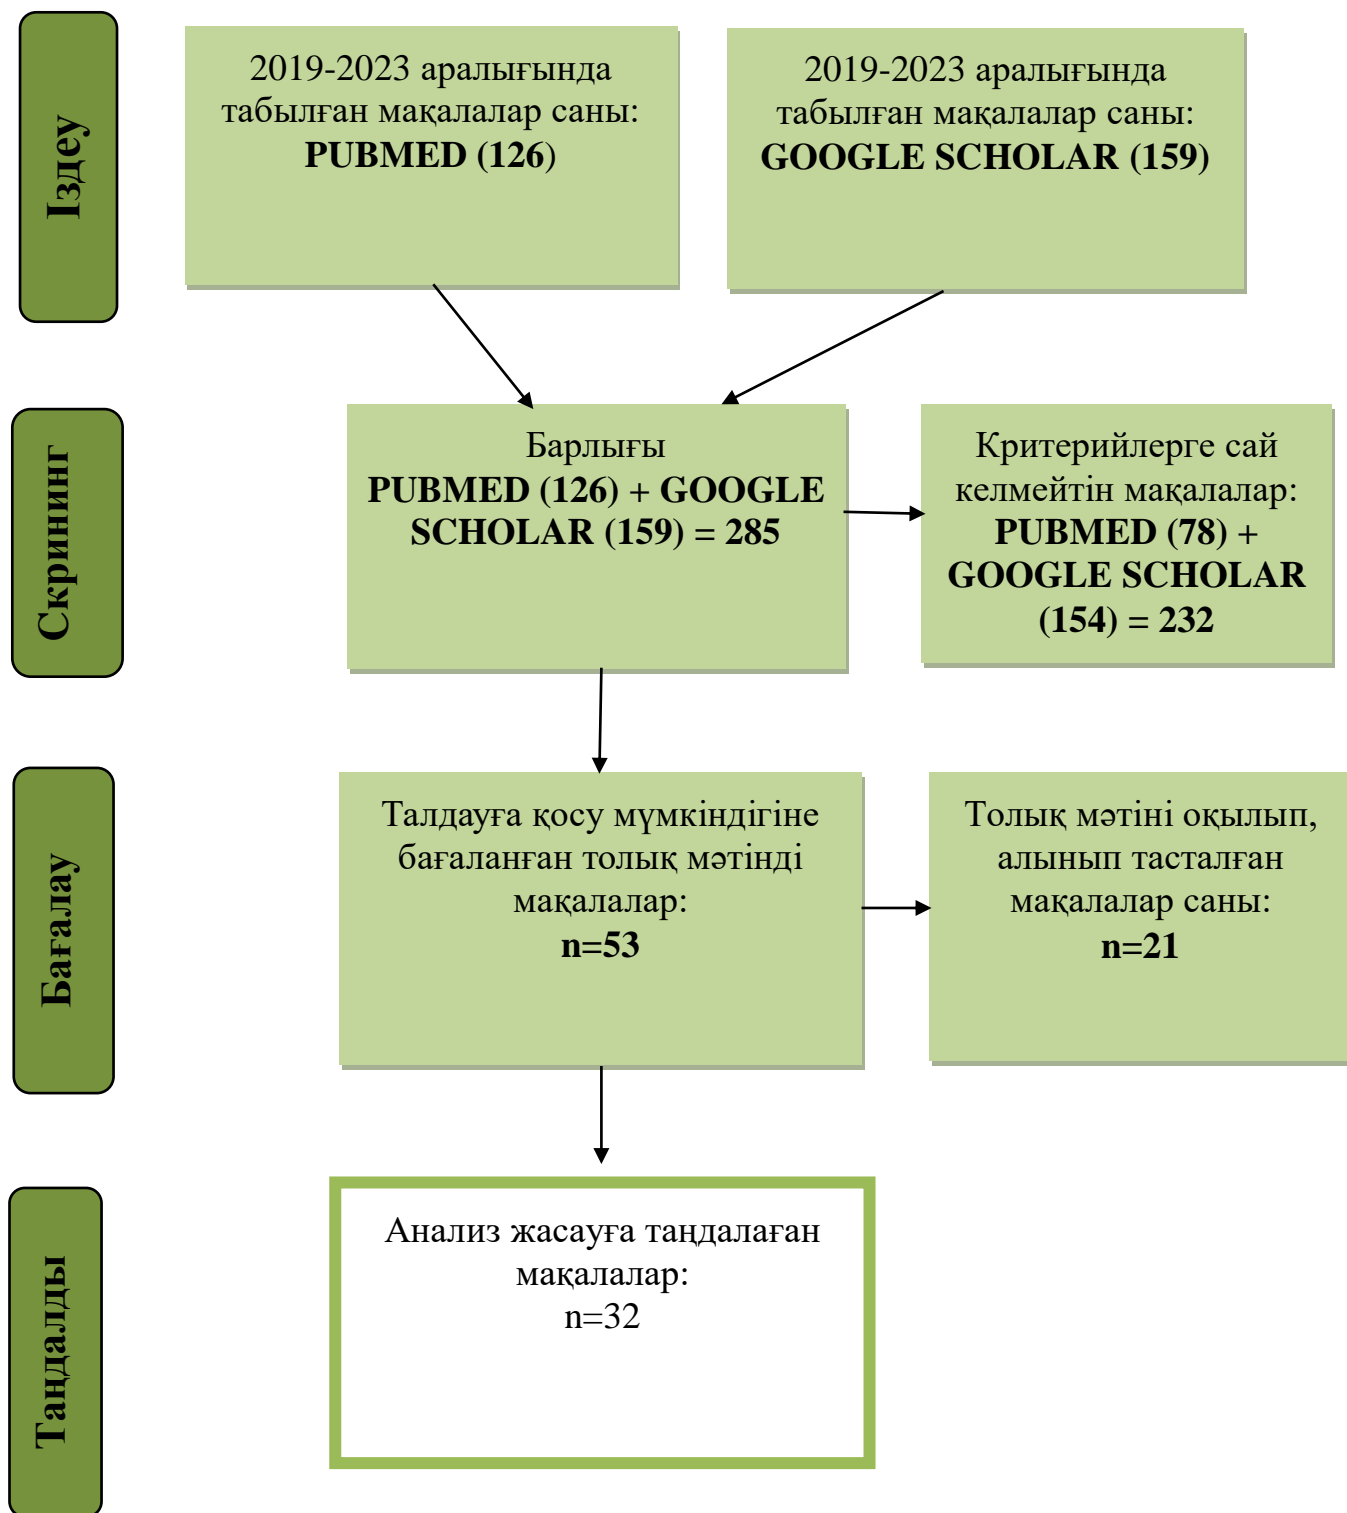 Іздеу
2019-2023 аралығында
табылған мақалалар саны:
PUBMED (126)
2019-2023 аралығында
табылған мақалалар саны:
GOOGLE SCHOLAR (159)
Скрининг
Барлығы
PUBMED (126) + GOOGLE
SCHOLAR (159) = 285
Критерийлерге сай
келмейтін мақалалар:
PUBMED (78) +
GOOGLE SCHOLAR
(154) = 232
Бағалау
Талдауға қосу мүмкіндігіне
бағаланған толық мәтінді
мақалалар:
n=53
Толық мәтіні оқылып,
алынып тасталған
мақалалар саны:
n=21
Таңдалды
Анализ жасауға таңдалаған
мақалалар:
n=32